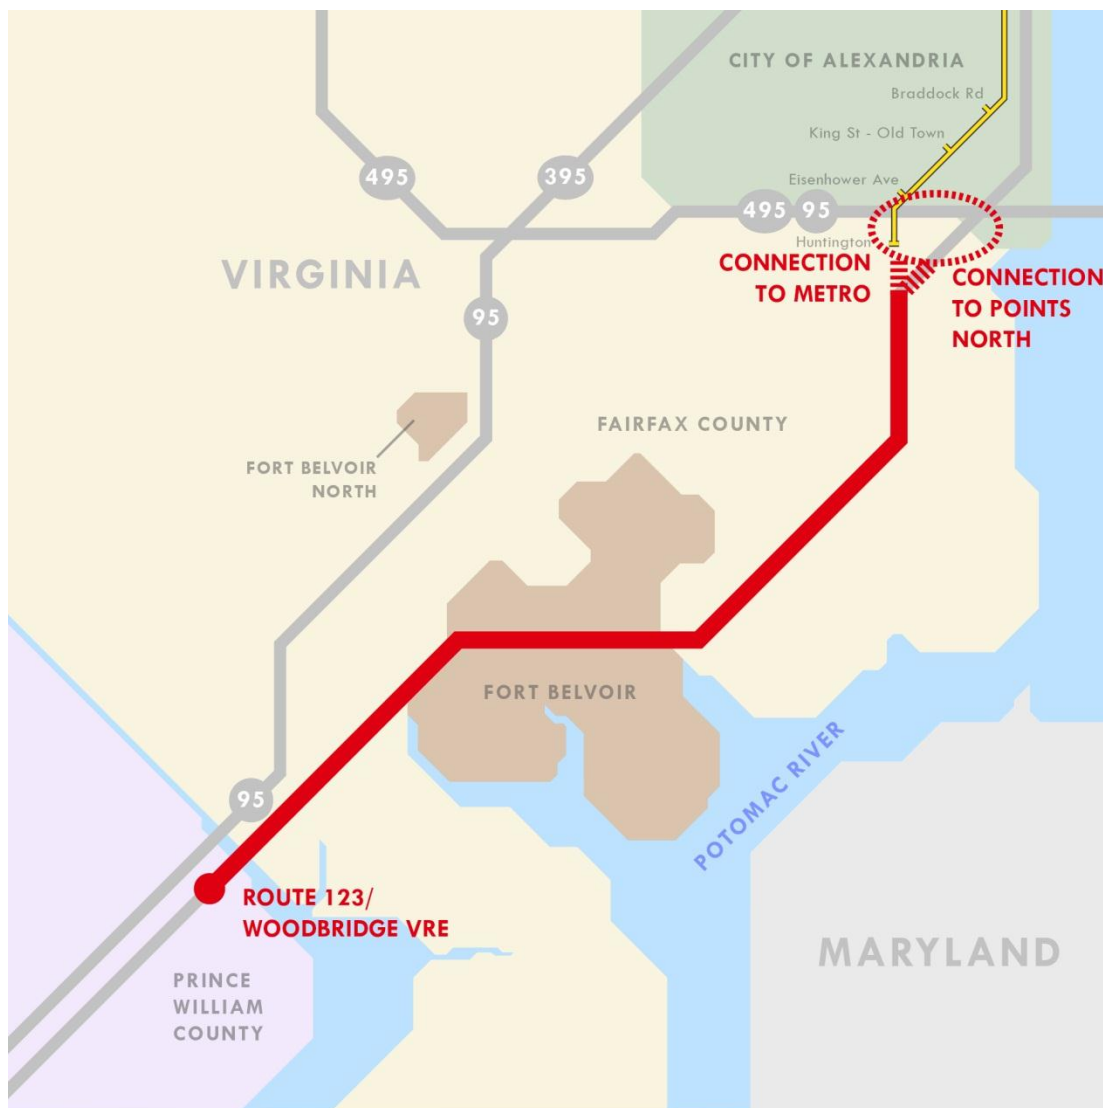 CITY OF ALEXANDRIA
Braddock Rd
King St - Old Town
Eisenhower Ave
495
395
495
95
Huntington
CONNECTION
TO METRO
CONNECTION
TO POINTS
NORTH
VIRGINIA
95
FAIRFAX COUNTY
FORT BELVOIR
NORTH
FORT BELVOIR
POTOMAC RIVER
95
ROUTE 123/
WOODBRIDGE VRE
MARYLAND
PRINCE
WILLIAM
COUNTY